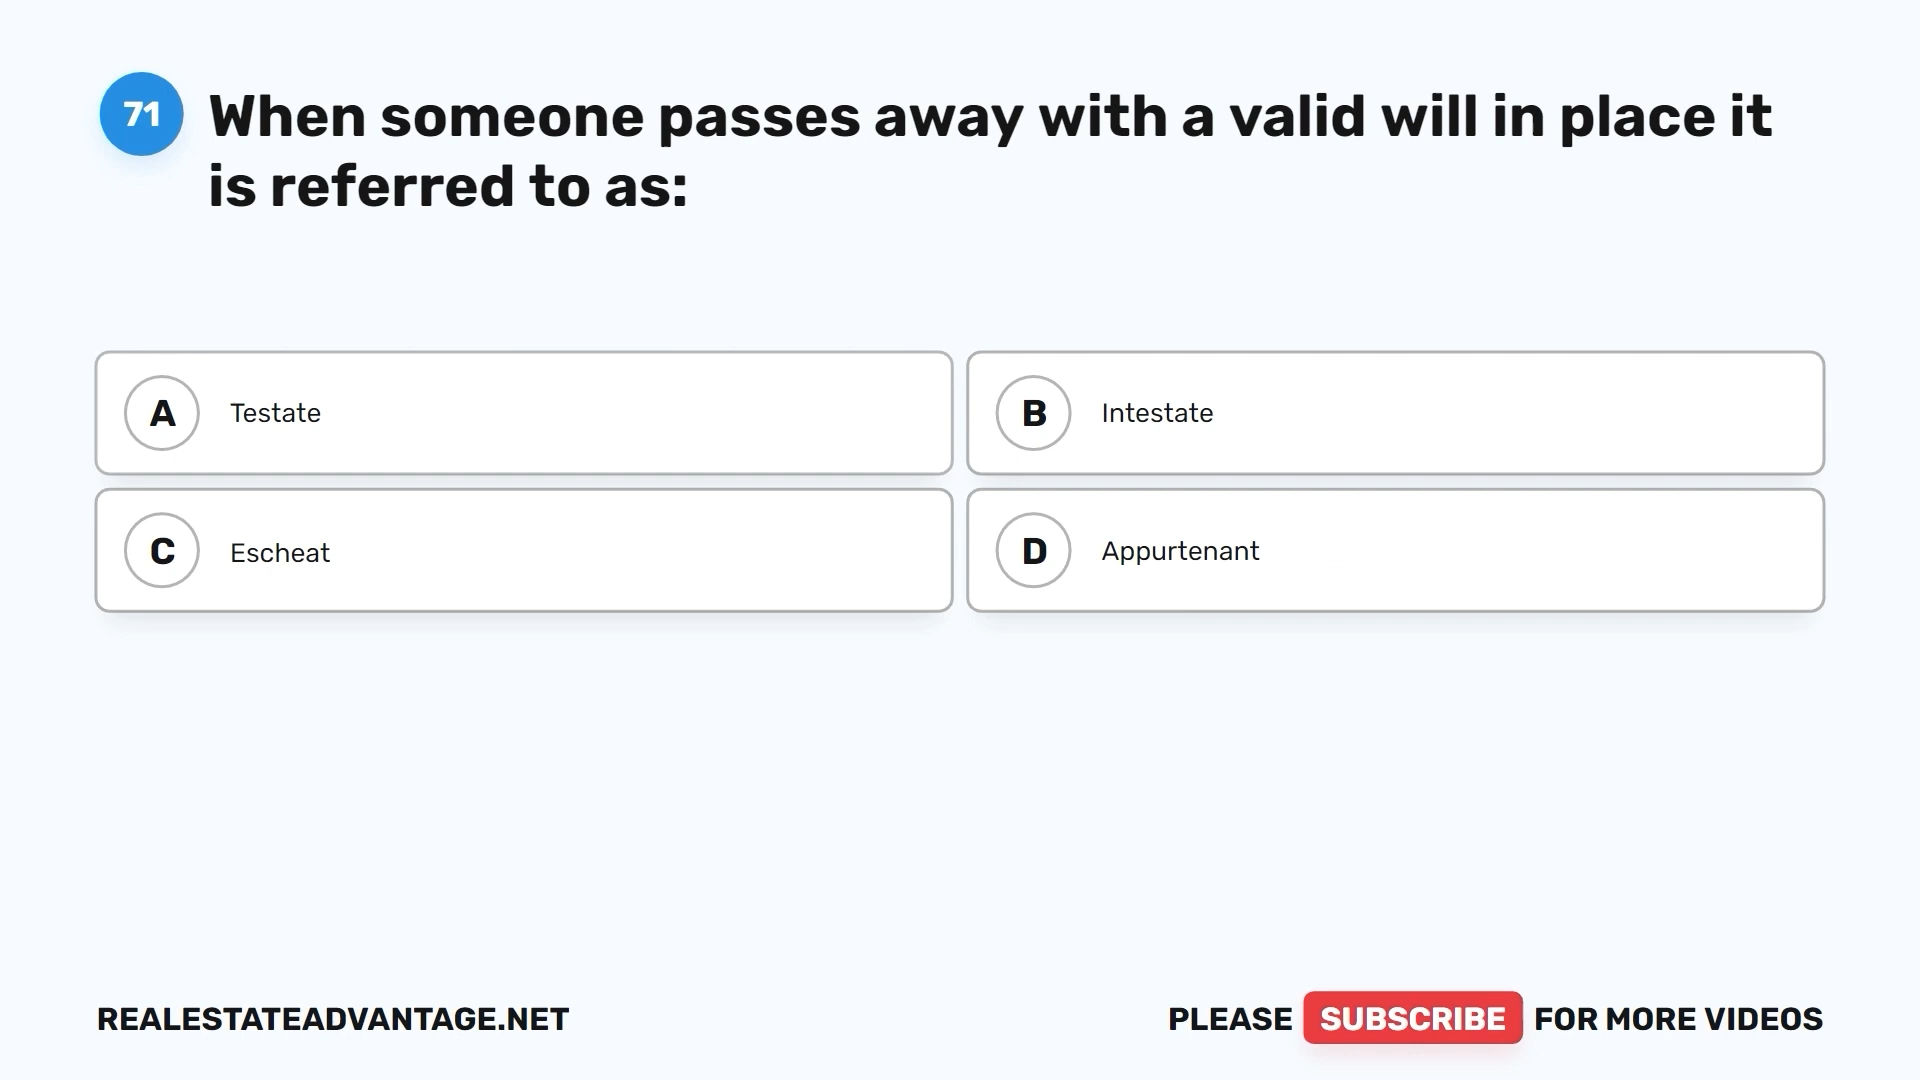 71
When someone passes away with a valid will in place it
is referred to as:
A Testate
B Intestate
C Escheat
D Appurtenant
REALESTATEADVANTAGE.NET
PLEASE SUBSCRIBE FOR MORE VIDEOS